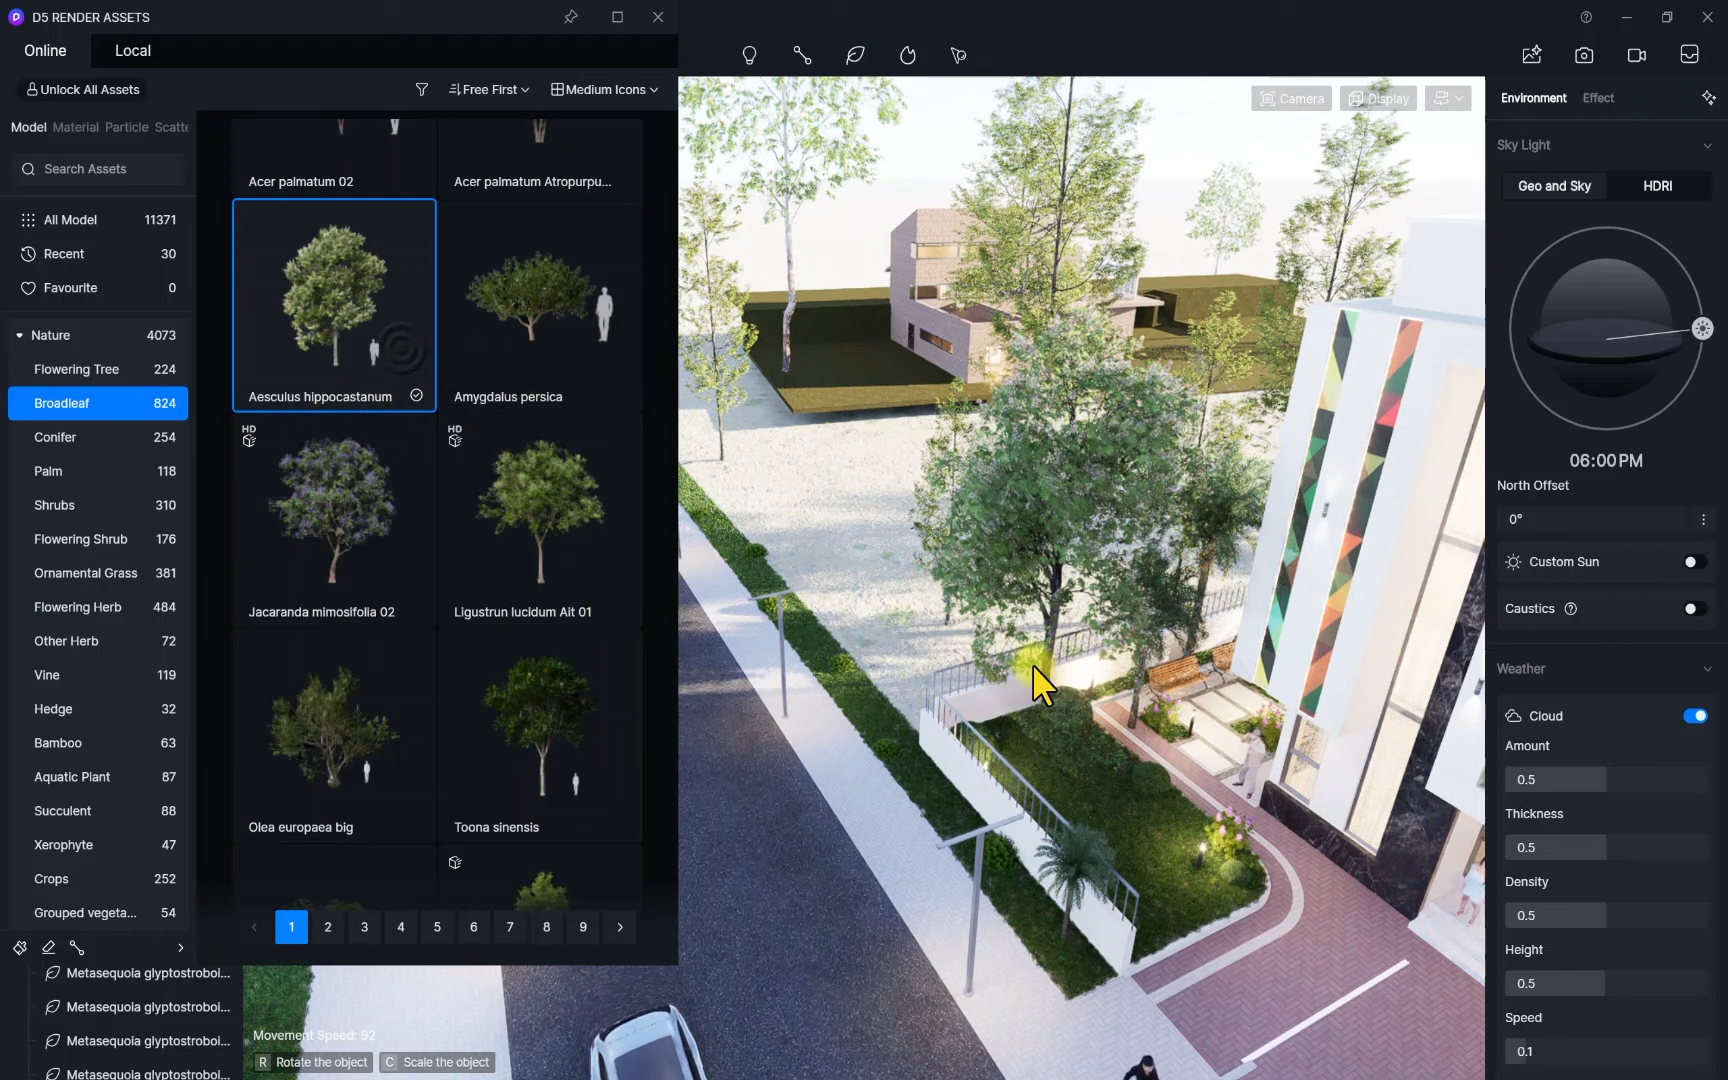 D5 RENDER ASSETS
Online
Local
Unlock All Assets
Free First
Medium Icons
Model Material Particle Scatte
Search Assets
All Model 11371
Recent 30
Favourite 0
Nature 4073
Flowering Tree 224
Broadleaf 824
Conifer 254
Palm 118
Shrubs 310
Flowering Shrub 176
Ornamental Grass 381
Flowering Herb 484
Other Herb 72
Vine 119
Hedge 32
Bamboo 63
Aquatic Plant 87
Succulent 88
Xerophyte 47
Crops 252
Grouped vegeta... 54
Metasequoia glyptostroboi...
Metasequoia glyptostroboi...
Metasequoia glyptostroboi...
Metasequoia glyptostroboi...
Acer palmatum 02
Acer palmatum Atropurpu...
Aesculus hippocastanum
Amygdalus persica
HD
HD
Jacaranda mimosifolia 02
Ligustrun lucidum Ait 01
Olea europaea big
Toona sinensis
1 2 3 4 5 6 7 8 9
Movement Speed: 92
R Rotate the object
C Scale the object
Camera
Display
Environment
Effect
Sky Light
Geo and Sky
HDRI
06:00PM
North Offset
0°
Custom Sun
Caustics
Weather
Cloud
Amount
0.5
Thickness
0.5
Density
0.5
Height
0.5
Speed
0.1